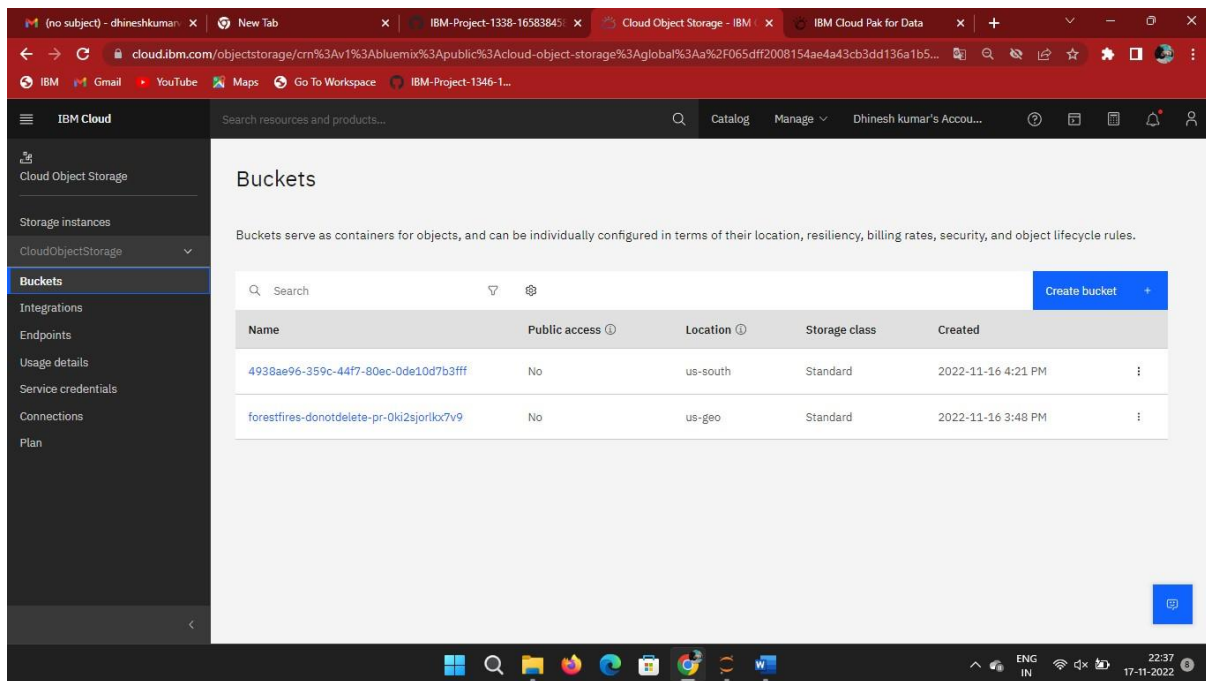 (no subject) - dhineshkuman
New Tab
IBM-Project-1338-16583845
Cloud Object Storage - IBM
IBM Cloud Pak for Data
cloud.ibm.com/objectstorage/crn%3Av1%3Abluemix%3Apublic%3Acloud-object-storage%3Aglobal%3Aa%2F065dff2008154ae4a43cb3dd136a1b5...
IBM
Gmail
YouTube
Maps
Go To Workspace
IBM-Project-1346-1...
IBM Cloud
Search resources and products...
Catalog
Manage
Dhinesh kumar's Accou...
Cloud Object Storage
Storage instances
CloudObjectStorage
Buckets
Integrations
Endpoints
Usage details
Service credentials
Connections
Plan
Buckets
Buckets serve as containers for objects, and can be individually configured in terms of their location, resiliency, billing rates, security, and object lifecycle rules.
Search
Create bucket +
Name Public access Location Storage class Created
4938ae96-359c-44f7-80ec-0de10d7b3fff No us-south Standard 2022-11-16 4:21 PM
forestfires-donotdelete-pr-0ki2sjorlkx7v9 No us-geo Standard 2022-11-16 3:48 PM
ENG
IN
22:37
17-11-2022
8